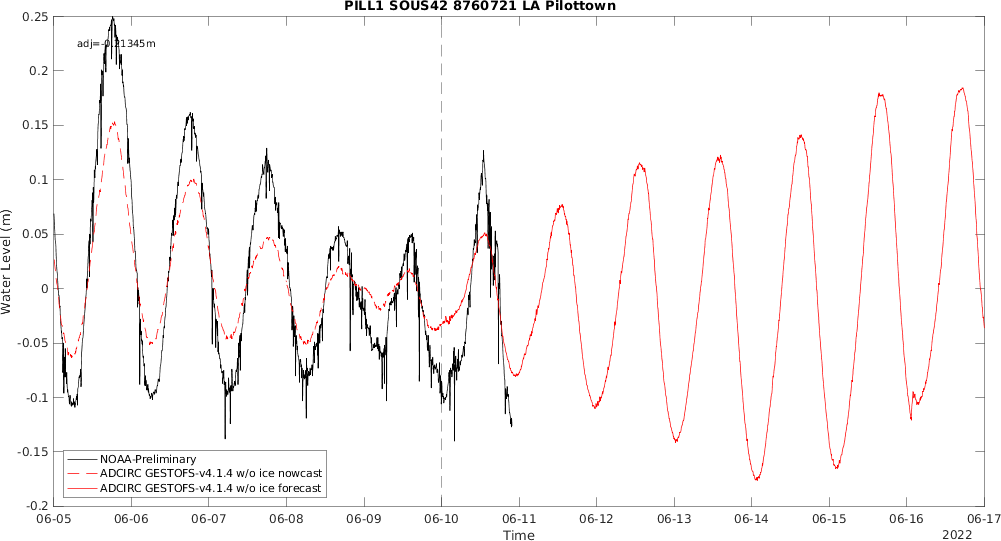 PILL1 SOUS42 8760721 LA Pilottown
adj=-0.21345m
0.25
0.2
0.15
0.1
0.05
0
-0.05
-0.1
-0.15
-0.2
Water Level (m)
NOAA-Preliminary
ADCIRC GESTOFS-v4.1.4 w/o ice nowcast
ADCIRC GESTOFS-v4.1.4 w/o ice forecast
06-05 06-06 06-07 06-08 06-09 06-10 06-11 06-12 06-13 06-14 06-15 06-16 06-17
Time
2022